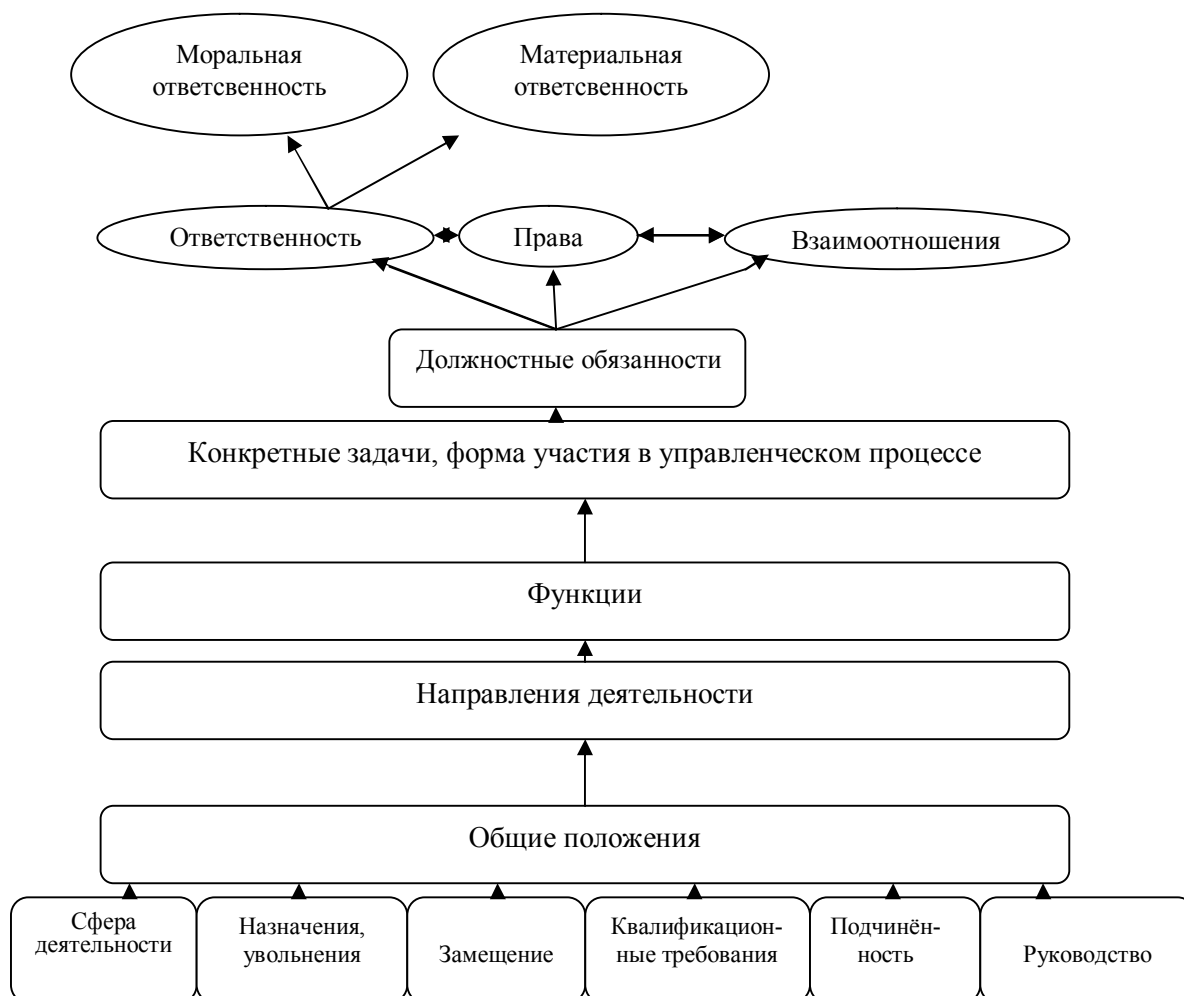 Моральная
ответсвенность
Материальная
ответсвенность
Ответственность
Права
Взаимоотношения
Должностные обязанности
Конкретные задачи, форма участия в управленческом процессе
Функции
Направления деятельности
Общие положения
Сфера
деятельности
Назначения,
увольнения
Замещение
Квалификацион-
ные требования
Подчинён-
ность
Руководство